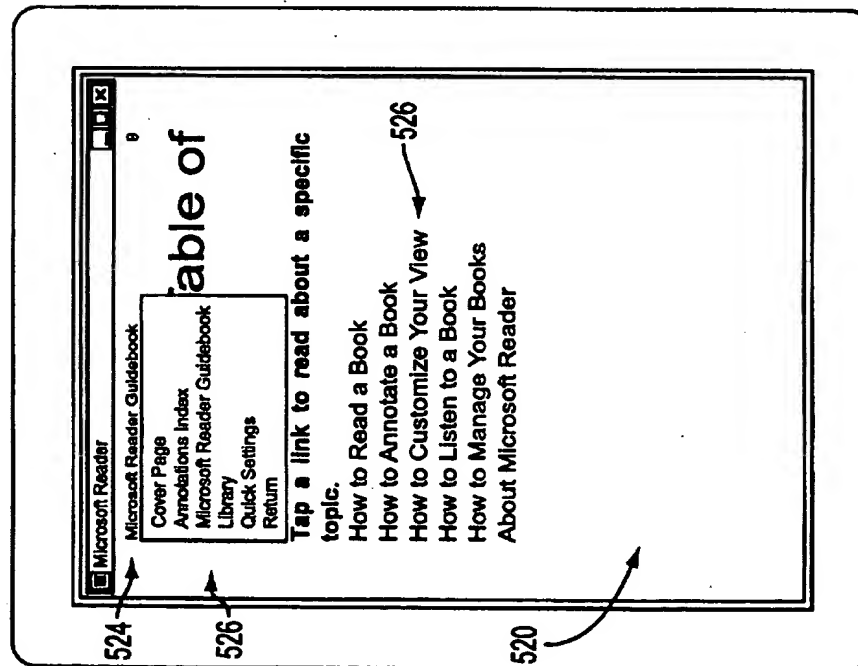 Microsoft Reader
Microsoft Reader Guidebook
Cover Page
Annotations Index
Microsoft Reader Guidebook
Library
Quick Settings
Return
able of
Tap a link to read about a specific
topic.
How to Read a Book
How to Annotate a Book
How to Customize Your View
How to Listen to a Book
How to Manage Your Books
About Microsoft Reader
524
526
526
520